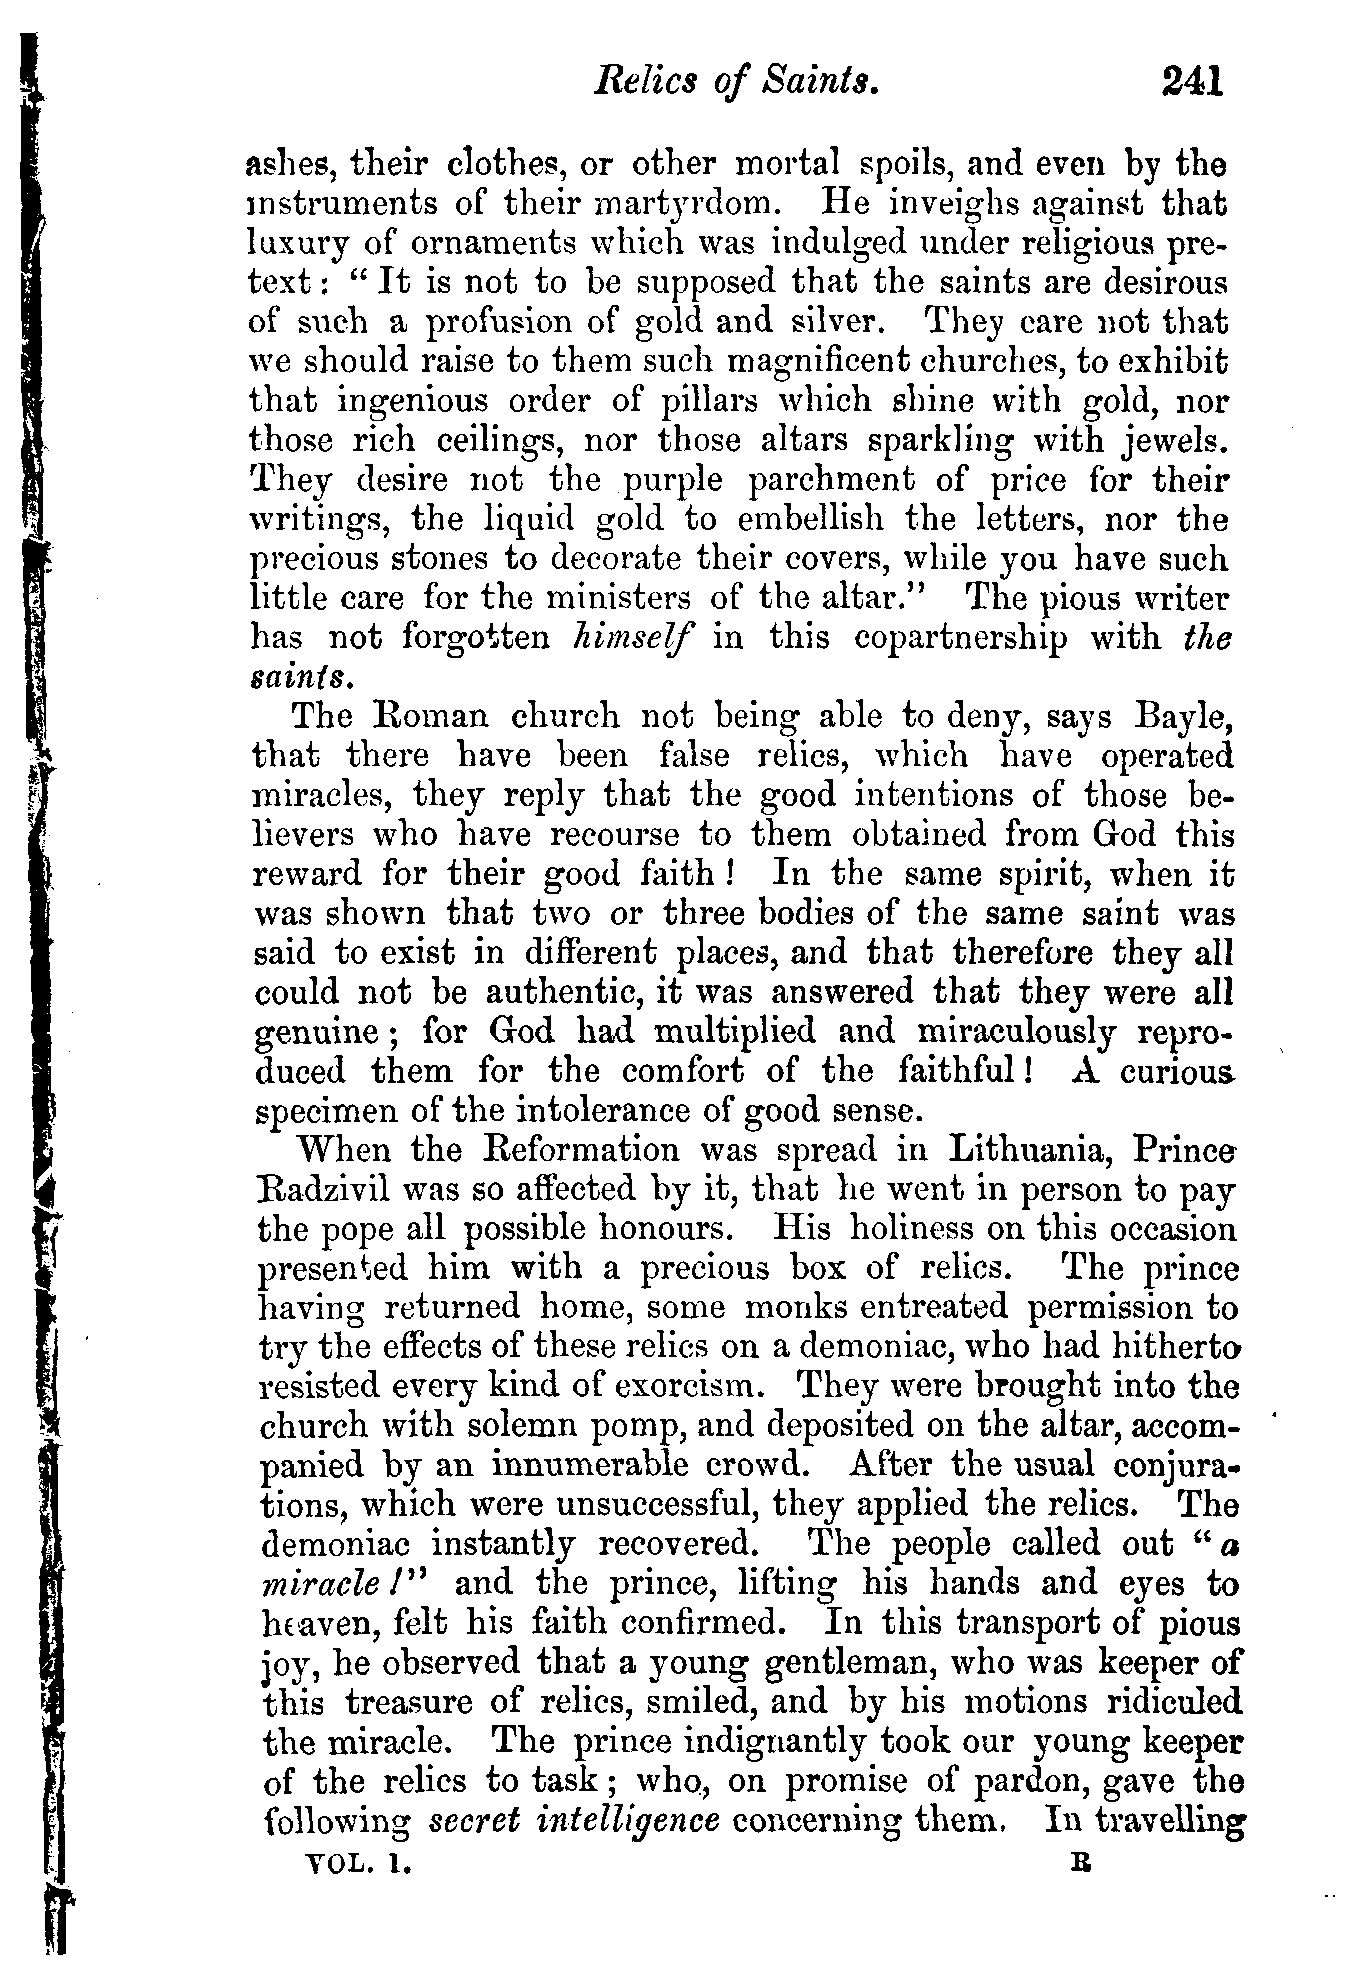 Relics of Saints. 241
ashes, their clothes, or other mortal spoils, and even by the
instruments of their martyrdom. He inveighs against that
luxury of ornaments which was indulged under religious pre-
text: “ It is not to be supposed that the saints are desirous
of such a profusion of gold and silver. They care not that
we should raise to them such magnificent churches, to exhibit
that ingenious order of pillars which shine with gold, nor
those rich ceilings, nor those altars sparkling with jewels.
They desire not the purple parchment of price for their
writings, the liquid gold to embellish the letters, nor the
precious stones to decorate their covers, while you have such
little care for the ministers of the altar.” The pious writer
has not forgotten himself in this copartnership with the
saints.
The Roman church not being able to deny, says Bayle,
that there have been false relics, which have operated
miracles, they reply that the good intentions of those be-
lievers who have recourse to them obtained from God this
reward for their good faith ! In the same spirit, when it
was shown that two or three bodies of the same saint was
said to exist in different places, and that therefore they all
could not be authentic, it was answered that they were all
genuine ; for God had multiplied and miraculously repro-
duced them for the comfort of the faithful ! A curious
specimen of the intolerance of good sense.
When the Reformation was spread in Lithuania, Prince
Radzivil was so affected by it, that he went in person to pay
the pope all possible honours. His holiness on this occasion
presented him with a precious box of relics. The prince
having returned home, some monks entreated permission to
try the effects of these relics on a demoniac, who had hitherto
resisted every kind of exorcism. They were brought into the
church with solemn pomp, and deposited on the altar, accom-
panied by an innumerable crowd. After the usual conjura-
tions, which were unsuccessful, they applied the relics. The
demoniac instantly recovered. The people called out “ a
miracle !” and the prince, lifting his hands and eyes to
heaven, felt his faith confirmed. In this transport of pious
joy, he observed that a young gentleman, who was keeper of
this treasure of relics, smiled, and by his motions ridiculed
the miracle. The prince indignantly took our young keeper
of the relics to task ; who, on promise of pardon, gave the
following secret intelligence concerning them. In travelling
VOL. 1. R